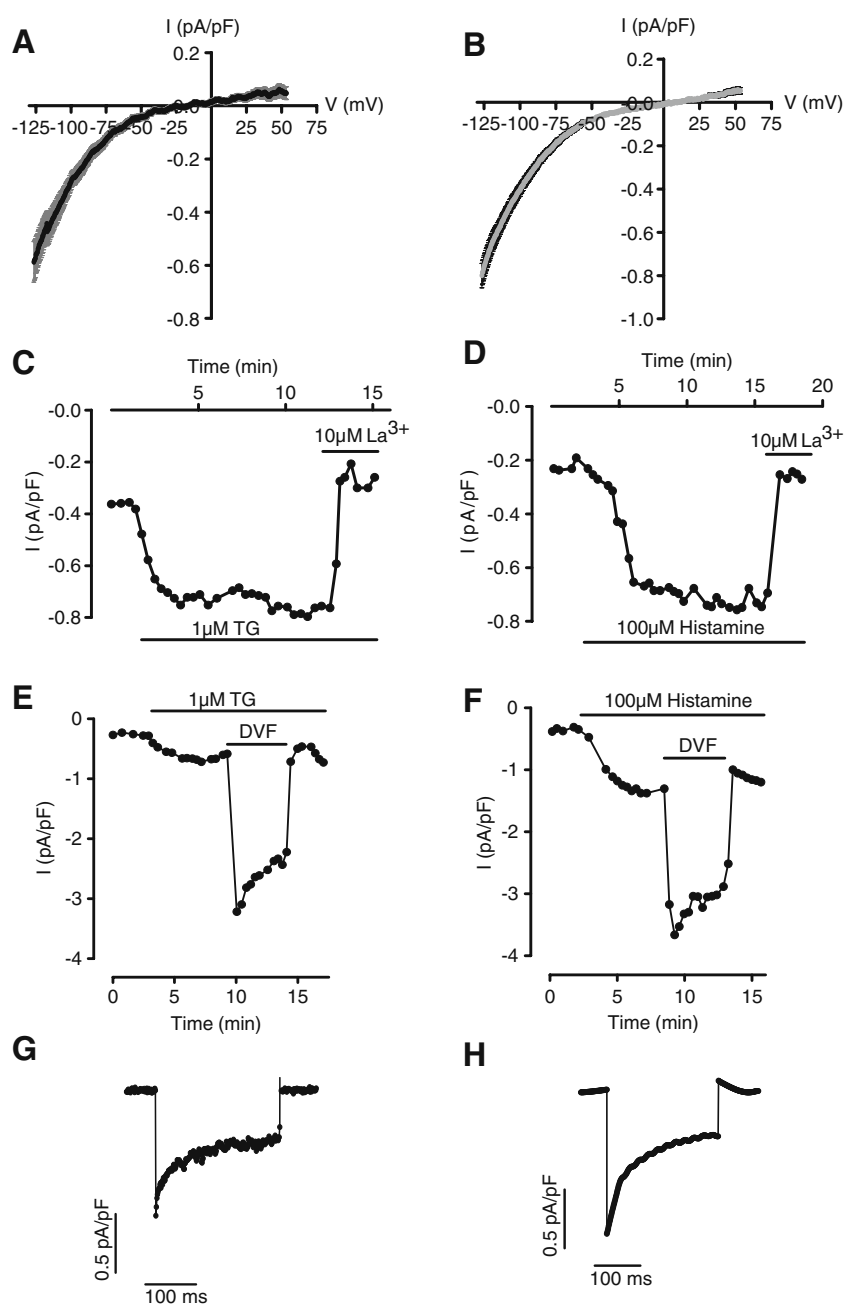 A
I (pA/pF)
0.2
0.0
V (mV)
-125 -100 -75 -50 -25 25 50 75
-0.2
-0.4
-0.6
-0.8
B
I (pA/pF)
0.2
0.0
V (mV)
-125 -100 -75 -50 -25 25 50 75
-0.2
-0.4
-0.6
-0.8
-1.0
C
Time (min)
5 10 15
-0.0
-0.2
-0.4
-0.6
-0.8
I (pA/pF)
10µM La3+
1µM TG
D
Time (min)
5 10 15 20
-0.0
-0.2
-0.4
-0.6
-0.8
I (pA/pF)
10µM La3+
100µM Histamine
E
1µM TG
DVF
0
-1
-2
-3
-4
I (pA/pF)
0 5 10 15
Time (min)
F
100µM Histamine
DVF
0
-1
-2
-3
-4
I (pA/pF)
0 5 10 15
Time (min)
G
0.5 pA/pF
100 ms
H
0.5 pA/pF
100 ms